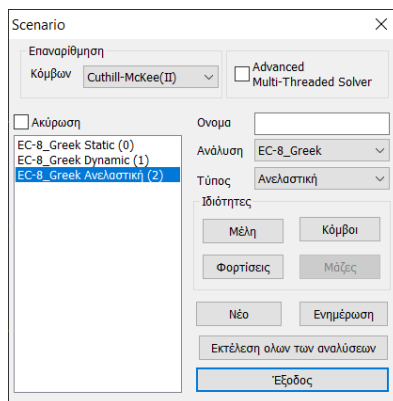 Scenario
Επαναρίθμηση
Κόμβων Cuthill-McKee(II)
Advanced
Multi-Threaded Solver
Ακύρωση
Ονομα
EC-8_Greek Static (0)
EC-8_Greek Dynamic (1)
EC-8_Greek Ανελαστική (2)
Ανάλυση EC-8_Greek
Τύπος Ανελαστική
Ιδιότητες
Μέλη Κόμβοι
Φορτίσεις Μάζες
Νέο Ενημέρωση
Εκτέλεση ολων των αναλύσεων
Έξοδος